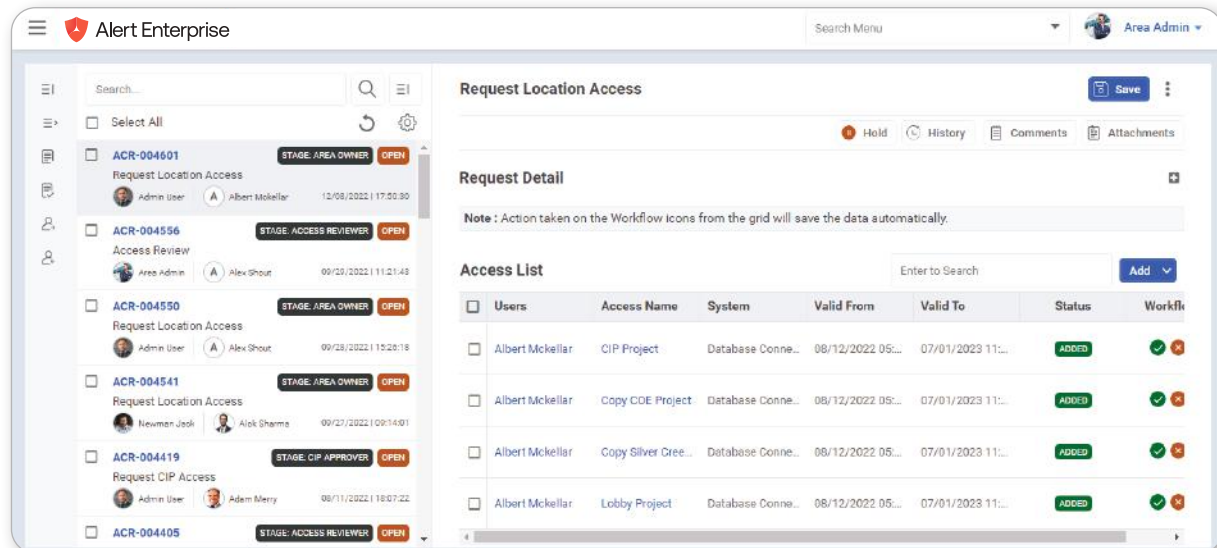 Alert Enterprise
Search Menu
Area Admin
Search...
Select All
ACR-004601
STAGE: AREA OWNER
OPEN
Request Location Access
Admin User
A
Albert Mckellar
12/08/2022 | 17:50:30
ACR-004556
STAGE: ACCESS REVIEWER
OPEN
Access Review
Area Admin
A
Alex Shout
09/29/2022 | 11:21:43
ACR-004550
STAGE: AREA OWNER
OPEN
Request Location Access
Admin User
A
Alex Shout
09/28/2022 | 15:26:18
ACR-004541
STAGE: AREA OWNER
OPEN
Request Location Access
Newman Jack
Alok Sharma
09/27/2022 | 09:14:01
ACR-004419
STAGE: CIP APPROVER
OPEN
Request CIP Access
Admin User
Adam Merry
08/11/2022 | 18:07:22
ACR-004405
STAGE: ACCESS REVIEWER
OPEN
Request Location Access
Save
Hold
History
Comments
Attachments
Request Detail
Note : Action taken on the Workflow icons from the grid will save the data automatically.
Access List
Enter to Search
Add
Users Access Name System Valid From Valid To Status Workfl
Albert Mckellar CIP Project Database Conne... 08/12/2022 05:... 07/01/2023 11:... ADDED
Albert Mckellar Copy COE Project Database Conne... 08/12/2022 05:... 07/01/2023 11:... ADDED
Albert Mckellar Copy Silver Cree... Database Conne... 08/12/2022 05:... 07/01/2023 11:... ADDED
Albert Mckellar Lobby Project Database Conne... 08/12/2022 05:... 07/01/2023 11:... ADDED